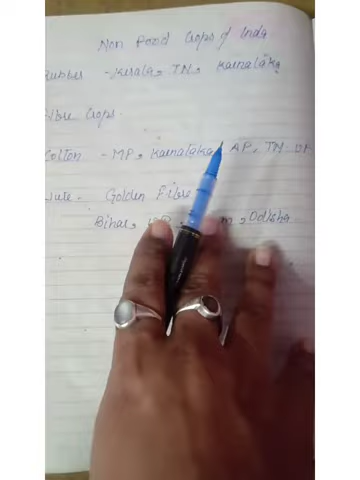 Non Food Crops of India
Rubber - Kerala, TN, Karnataka
Fibre Crops
Cotton - MP, Karnataka AP, TN UP
Jute - Golden Fibre
Bihar, Odisha